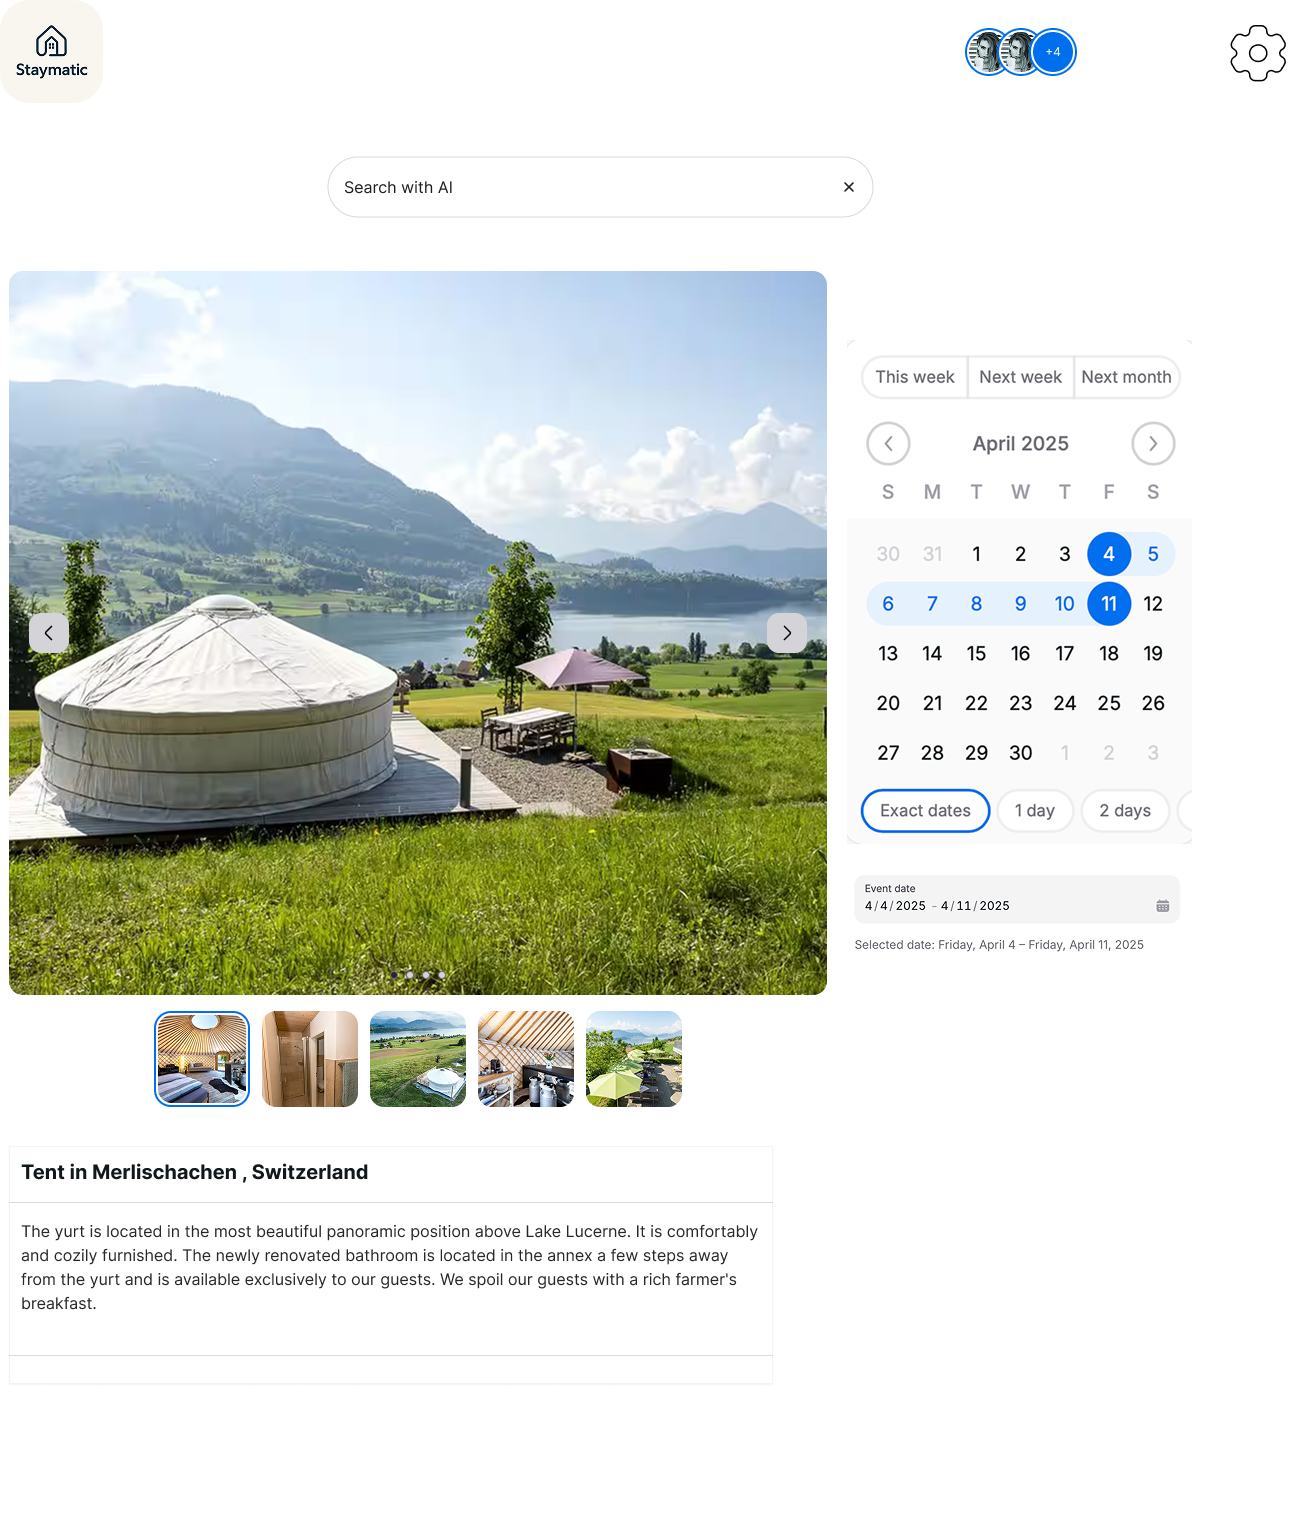 Staymatic
+4
Search with AI
This week Next week Next month
April 2025
S M T W T F S
30 31 1 2 3 4 5
6 7 8 9 10 11 12
13 14 15 16 17 18 19
20 21 22 23 24 25 26
27 28 29 30 1 2 3
Exact dates 1 day 2 days
Event date
4/4/2025 - 4/11/2025
Selected date: Friday, April 4 – Friday, April 11, 2025
Tent in Merlischachen , Switzerland
The yurt is located in the most beautiful panoramic position above Lake Lucerne. It is comfortably
and cozily furnished. The newly renovated bathroom is located in the annex a few steps away
from the yurt and is available exclusively to our guests. We spoil our guests with a rich farmer's
breakfast.